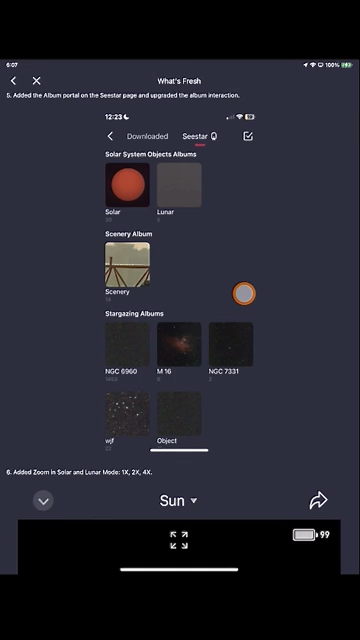 6:07
100%
What's Fresh
5. Added the Album portal on the Seestar page and upgraded the album interaction.
12:23
Downloaded Seestar
Solar System Objects Albums
Solar Lunar
Scenery Album
Scenery
Stargazing Albums
NGC 6960 M 16 NGC 7331
wjf Object
6. Added Zoom in Solar and Lunar Mode: 1X, 2X, 4X.
Sun
99